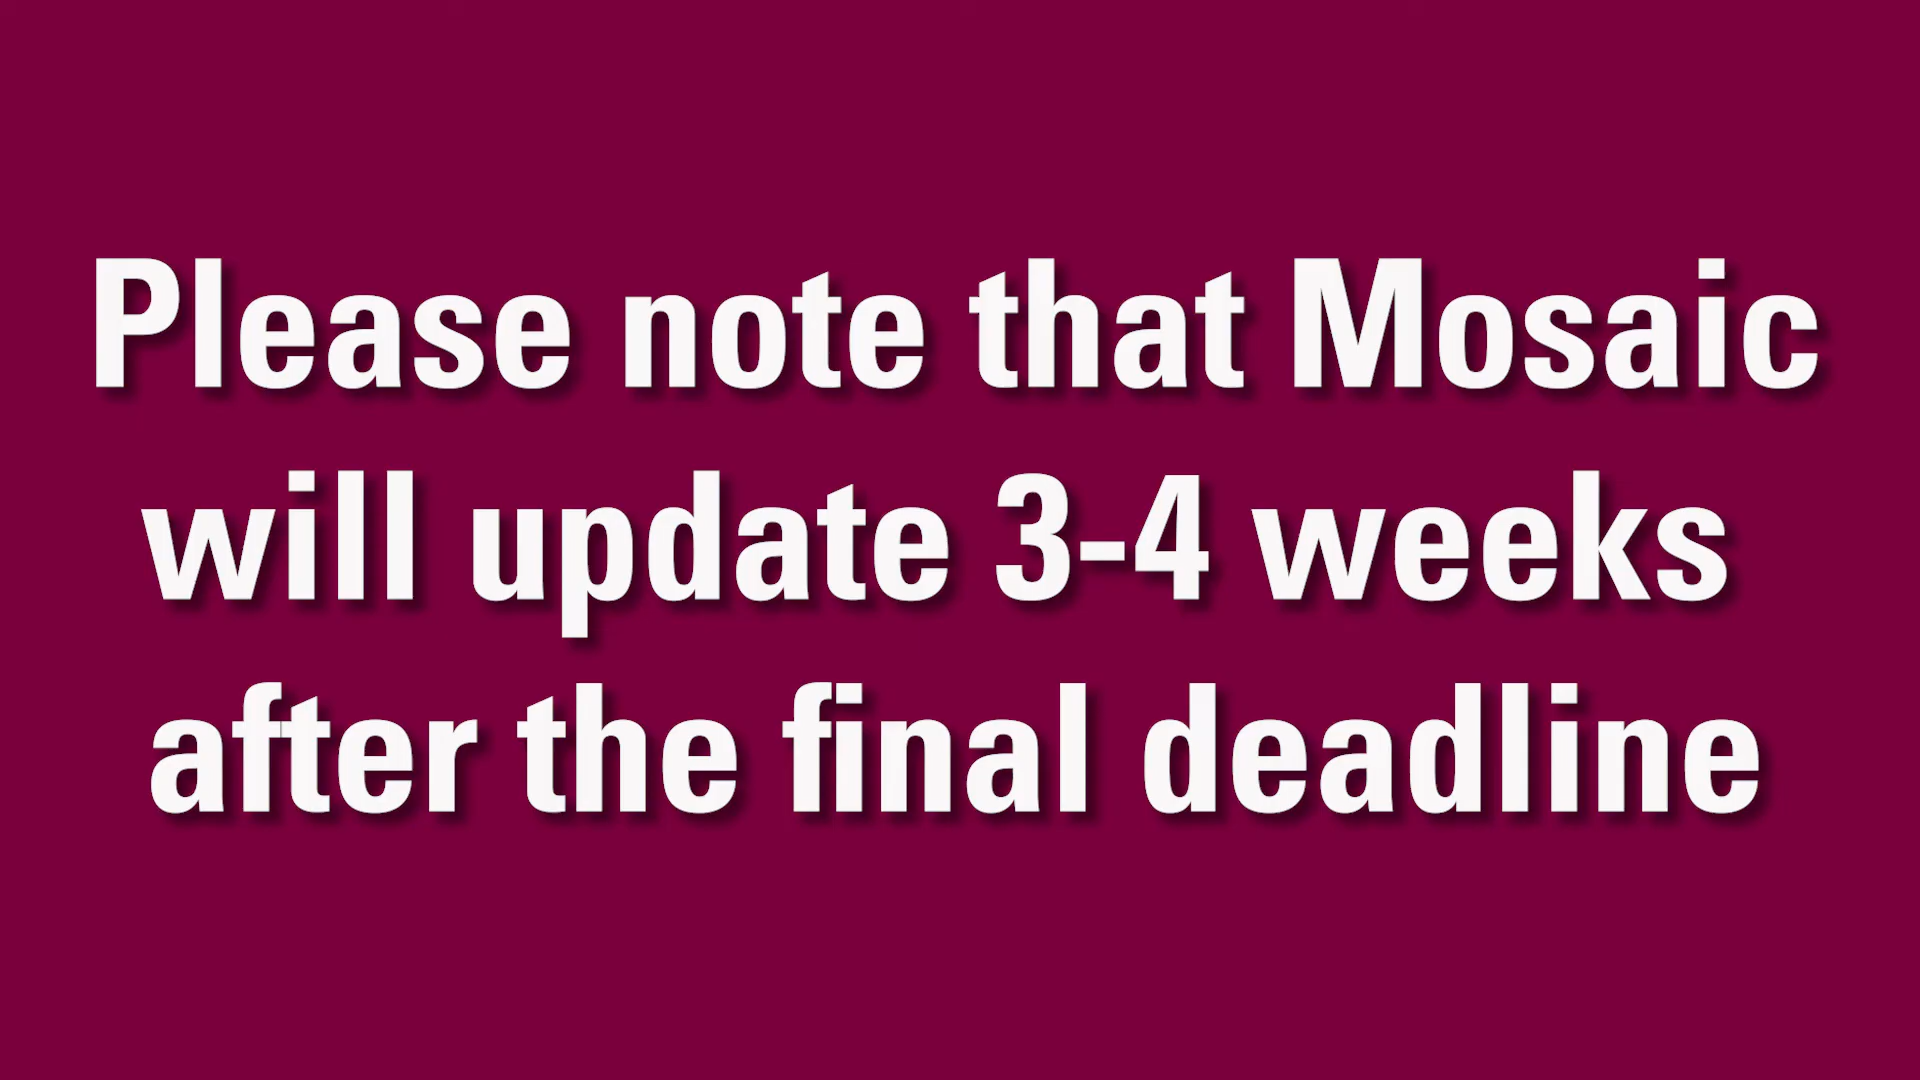 Please note that Mosaic
will update 3-4 weeks
after the final deadline